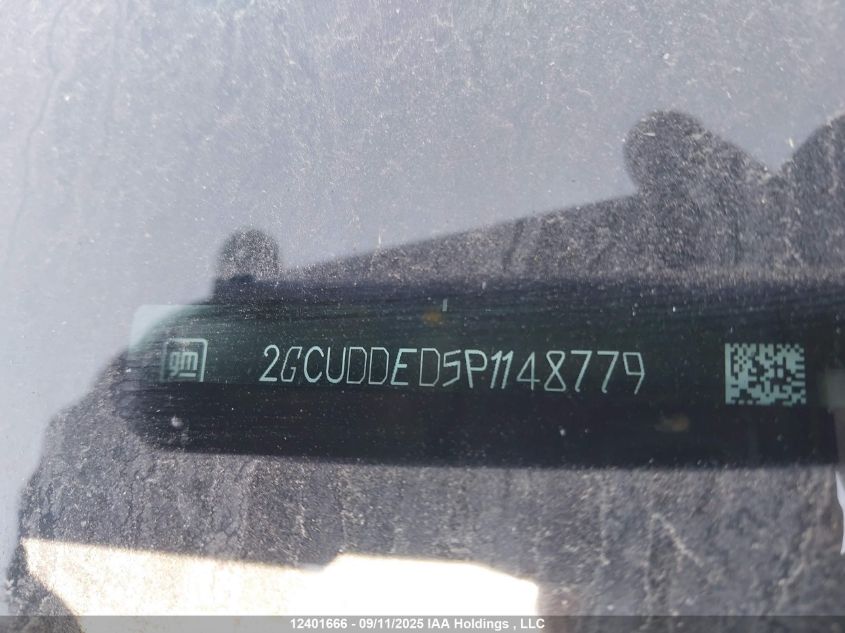 gm 2GCUDDED5P1148779
12401666 - 09/11/2025 IAA Holdings , LLC